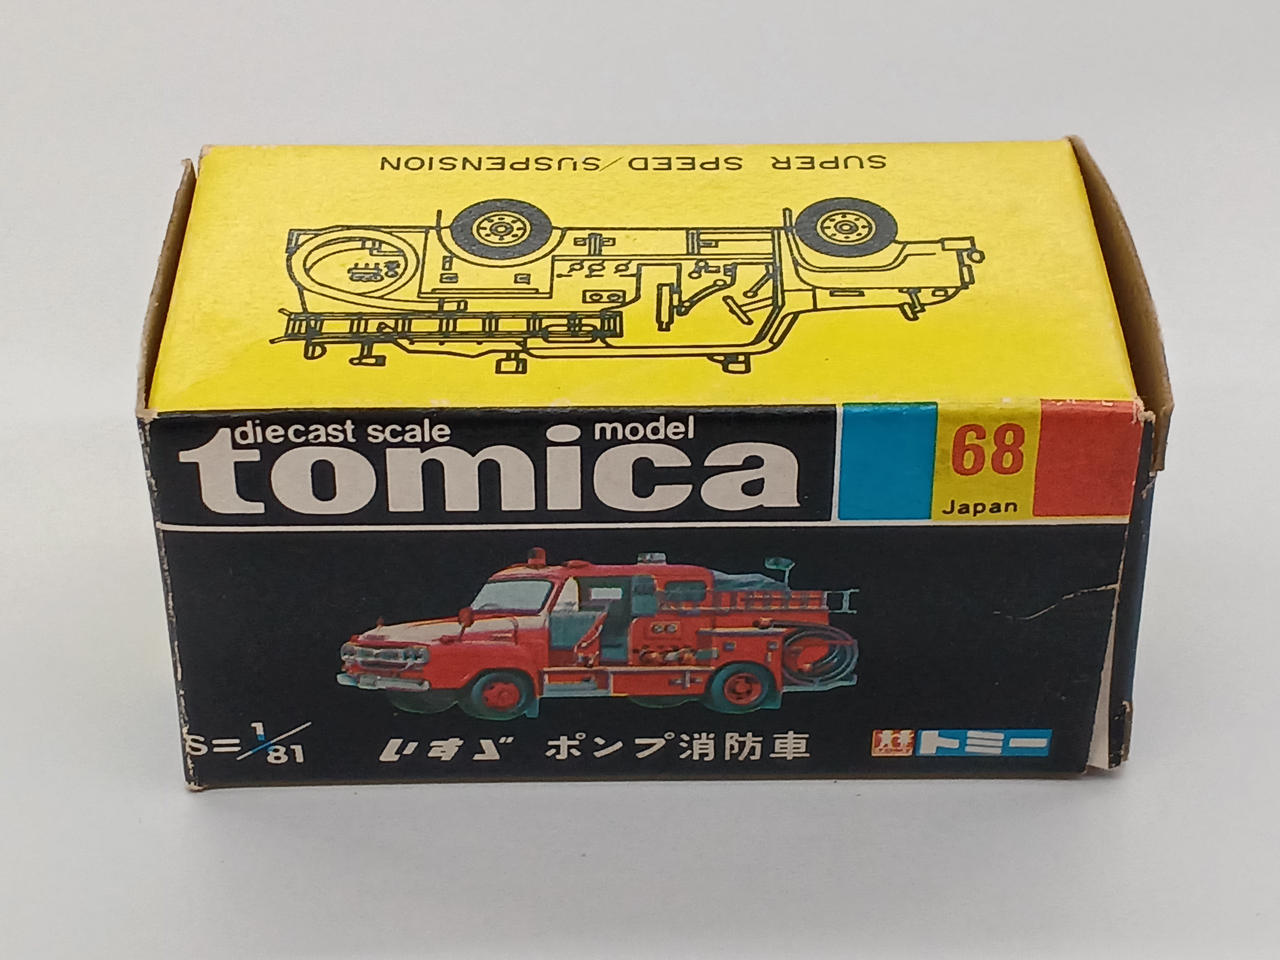 SUPER SPEED/SUSPENSION
diecast scale model
tomica
68
Japan
S=1/81
いすゞ ポンプ消防車
TOMY
トミー